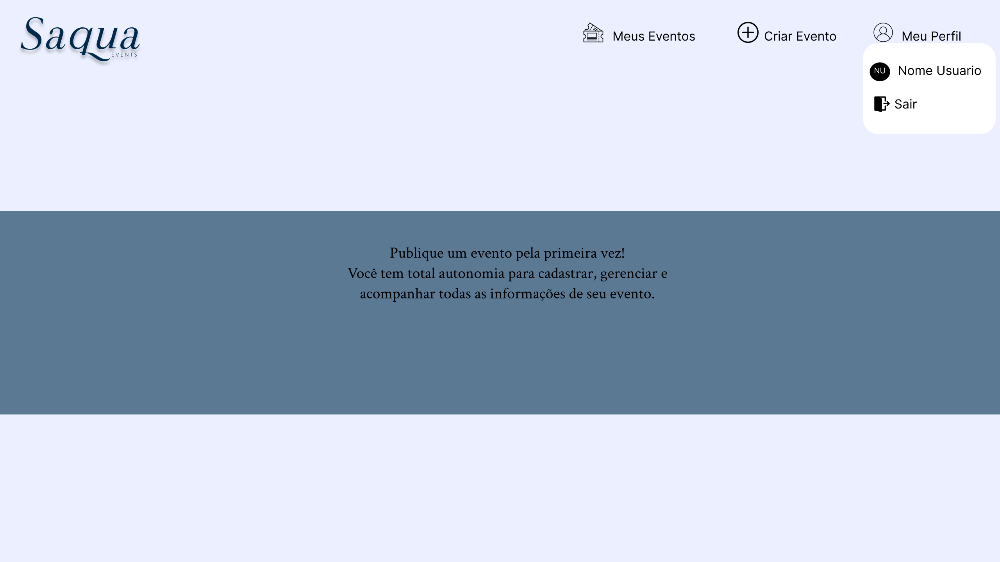 Saqua
EVENTS
Meus Eventos
Criar Evento
Meu Perfil
NU
Nome Usuario
Sair
Publique um evento pela primeira vez!
Você tem total autonomia para cadastrar, gerenciar e
acompanhar todas as informações de seu evento.